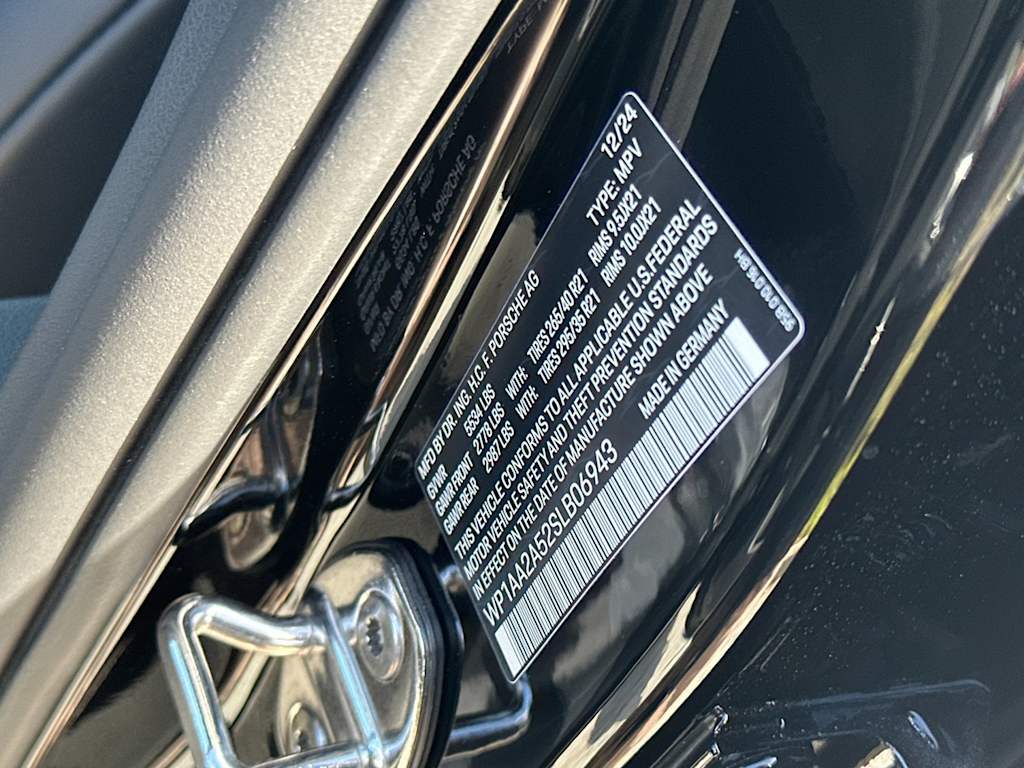 MFD BY DR. ING. H.C. F. PORSCHE AG 12/24
GVWR 5534 LBS TYPE: MPV
GAWR FRONT 2778 LBS WITH: TIRES 265/40 R21 RIMS 9.5JX21
GAWR REAR 2987 LBS WITH: TIRES 295/35 R21 RIMS 10.0JX21
THIS VEHICLE CONFORMS TO ALL APPLICABLE U.S. FEDERAL
MOTOR VEHICLE SAFETY AND THEFT PREVENTION STANDARDS
IN EFFECT ON THE DATE OF MANUFACTURE SHOWN ABOVE
WP1AA2A52SLB06943 MADE IN GERMANY